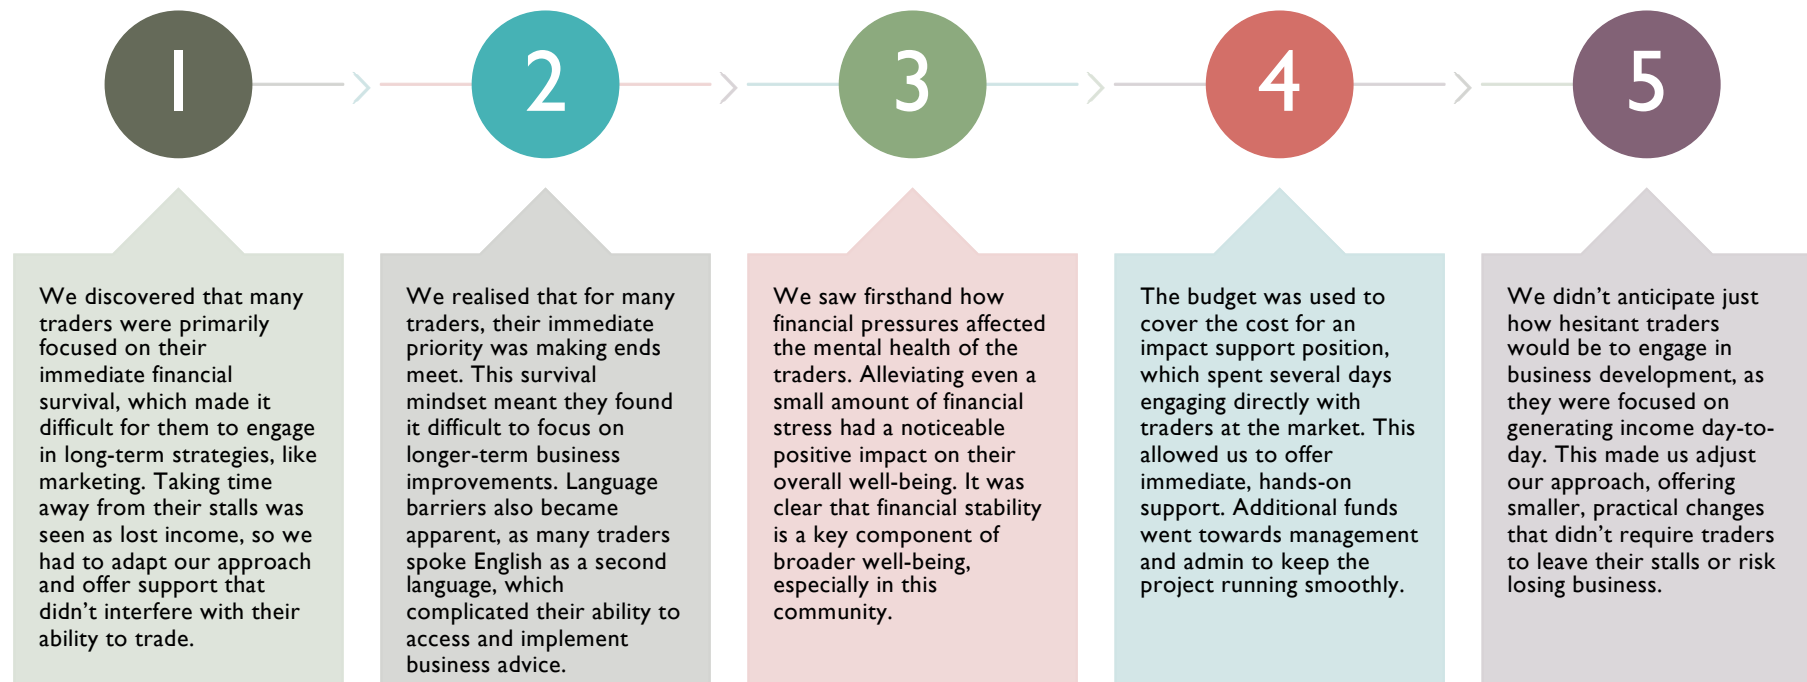 1
2
3
4
5
We discovered that many
traders were primarily
focused on their
immediate financial
survival, which made it
difficult for them to engage
in long-term strategies, like
marketing. Taking time
away from their stalls was
seen as lost income, so we
had to adapt our approach
and offer support that
didn’t interfere with their
ability to trade.
We realised that for many
traders, their immediate
priority was making ends
meet. This survival
mindset meant they found
it difficult to focus on
longer-term business
improvements. Language
barriers also became
apparent, as many traders
spoke English as a second
language, which
complicated their ability to
access and implement
business advice.
We saw firsthand how
financial pressures affected
the mental health of the
traders. Alleviating even a
small amount of financial
stress had a noticeable
positive impact on their
overall well-being. It was
clear that financial stability
is a key component of
broader well-being,
especially in this
community.
The budget was used to
cover the cost for an
impact support position,
which spent several days
engaging directly with
traders at the market. This
allowed us to offer
immediate, hands-on
support. Additional funds
went towards management
and admin to keep the
project running smoothly.
We didn’t anticipate just
how hesitant traders
would be to engage in
business development, as
they were focused on
generating income day-to-
day. This made us adjust
our approach, offering
smaller, practical changes
that didn’t require traders
to leave their stalls or risk
losing business.